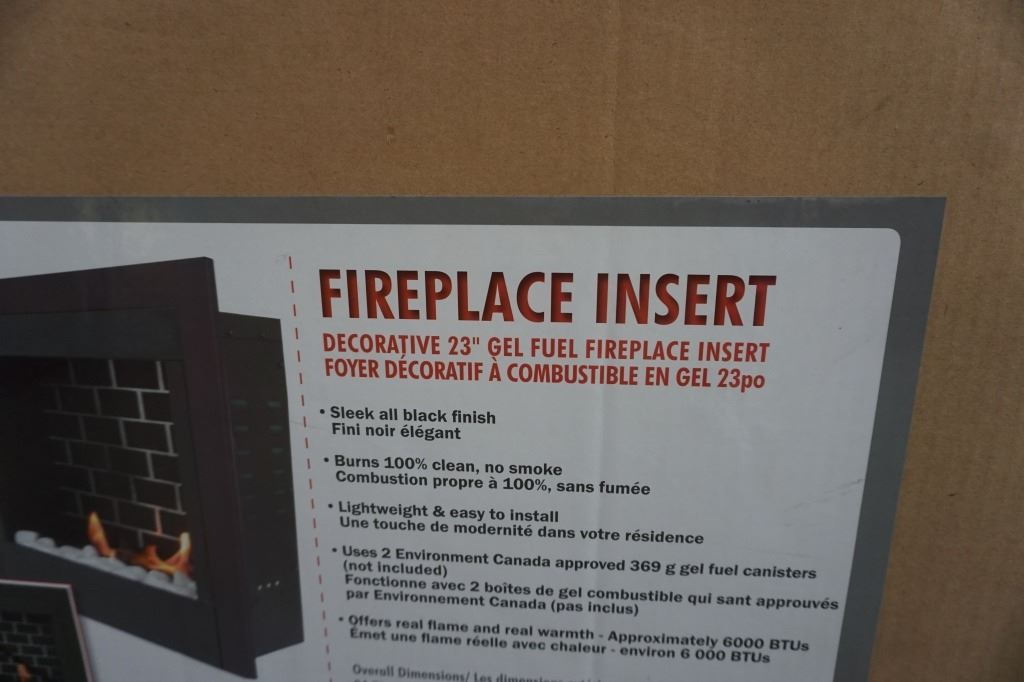 FIREPLACE INSERT
DECORATIVE 23" GEL FUEL FIREPLACE INSERT
FOYER DÉCORATIF À COMBUSTIBLE EN GEL 23po
• Sleek all black finish
Fini noir élégant
• Burns 100% clean, no smoke
Combustion propre à 100%, sans fumée
• Lightweight & easy to install
Une touche de modernité dans votre résidence
• Uses 2 Environment Canada approved 369 g gel fuel canisters
(not included)
Fonctionne avec 2 boîtes de gel combustible qui sant approuvés
par Environnement Canada (pas inclus)
• Offers real flame and real warmth - Approximately 6000 BTUs
Émet une flame réelle avec chaleur - environ 6 000 BTUs
Overall Dimensions/ Les dimensions